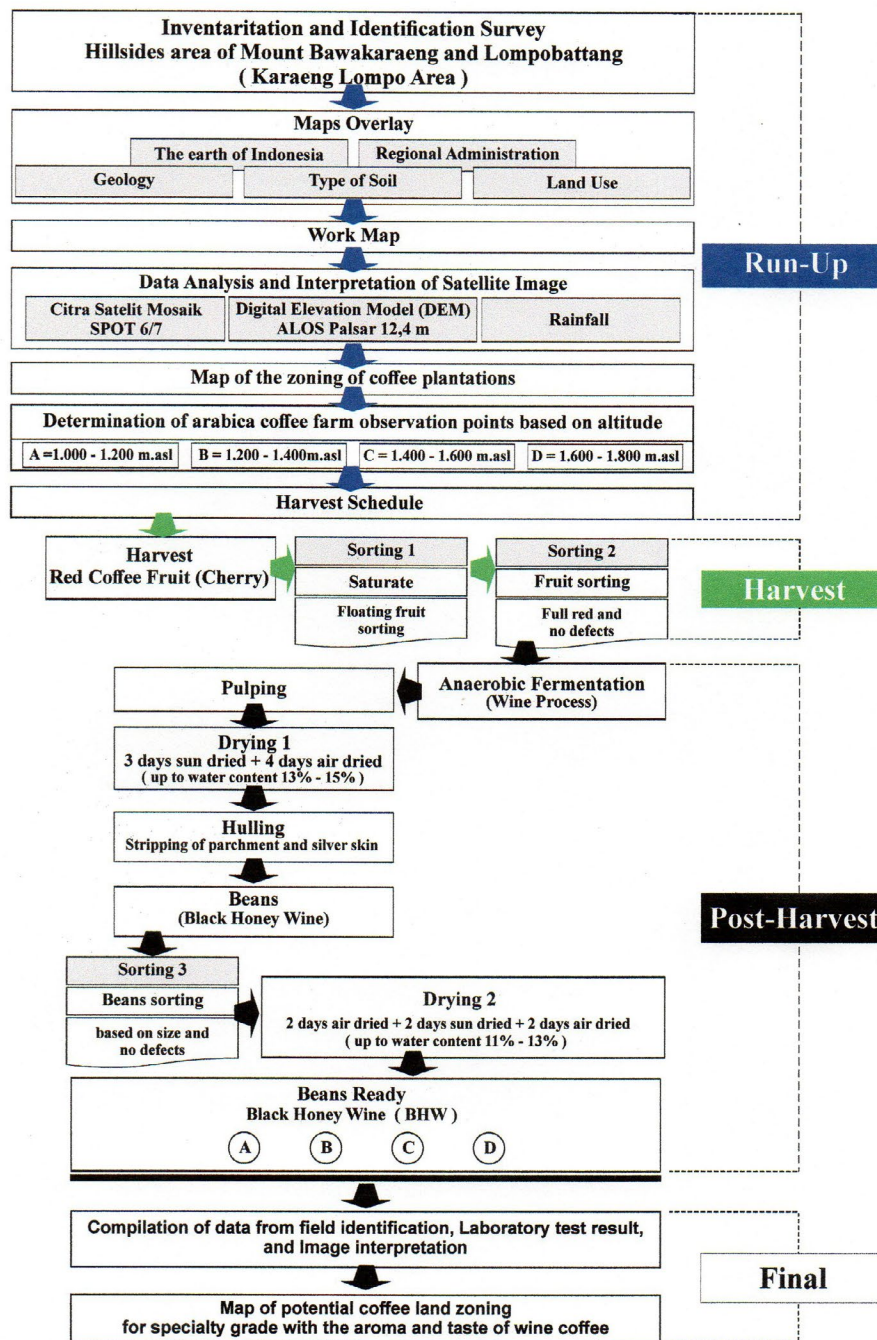 Inventaritation and Identification Survey
Hillsides area of Mount Bawakaraeng and Lompobattang
( Karaeng Lompo Area )
Maps Overlay
The earth of Indonesia
Regional Administration
Geology
Type of Soil
Land Use
Work Map
Run-Up
Data Analysis and Interpretation of Satellite Image
Citra Satelit Mosaik
SPOT 6/7
Digital Elevation Model (DEM)
ALOS Palsar 12,4 m
Rainfall
Map of the zoning of coffee plantations
Determination of arabica coffee farm observation points based on altitude
A =1.000 - 1.200 m.asl
B = 1.200 - 1.400m.asl
C = 1.400 - 1.600 m.asl
D = 1.600 - 1.800 m.asl
Harvest Schedule
Harvest
Red Coffee Fruit (Cherry)
Sorting 1
Saturate
Floating fruit
sorting
Sorting 2
Fruit sorting
Full red and
no defects
Harvest
Anaerobic Fermentation
(Wine Process)
Pulping
Drying 1
3 days sun dried + 4 days air dried
( up to water content 13% - 15% )
Hulling
Stripping of parchment and silver skin
Beans
(Black Honey Wine)
Post-Harvest
Sorting 3
Beans sorting
based on size and
no defects
Drying 2
2 days air dried + 2 days sun dried + 2 days air dried
( up to water content 11% - 13% )
Beans Ready
Black Honey Wine ( BHW )
A
B
C
D
Compilation of data from field identification, Laboratory test result,
and Image interpretation
Final
Map of potential coffee land zoning
for specialty grade with the aroma and taste of wine coffee